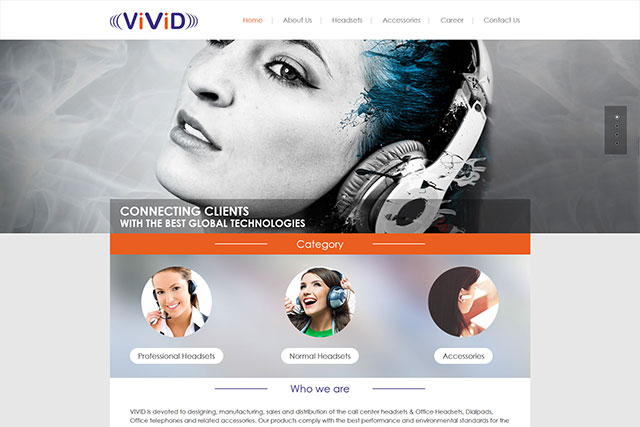 ViViD
Home | About Us | Headsets | Accessories | Career | Contact Us
CONNECTING CLIENTS
WITH THE BEST GLOBAL TECHNOLOGIES
Category
Professional Headsets
Normal Headsets
Accessories
Who we are
ViViD is devoted to designing, manufacturing, sales and distribution of the call center headsets & Office Headsets, Dialpads,
Office telephones and related accessories. Our products comply with the best performance and environmental standards for the